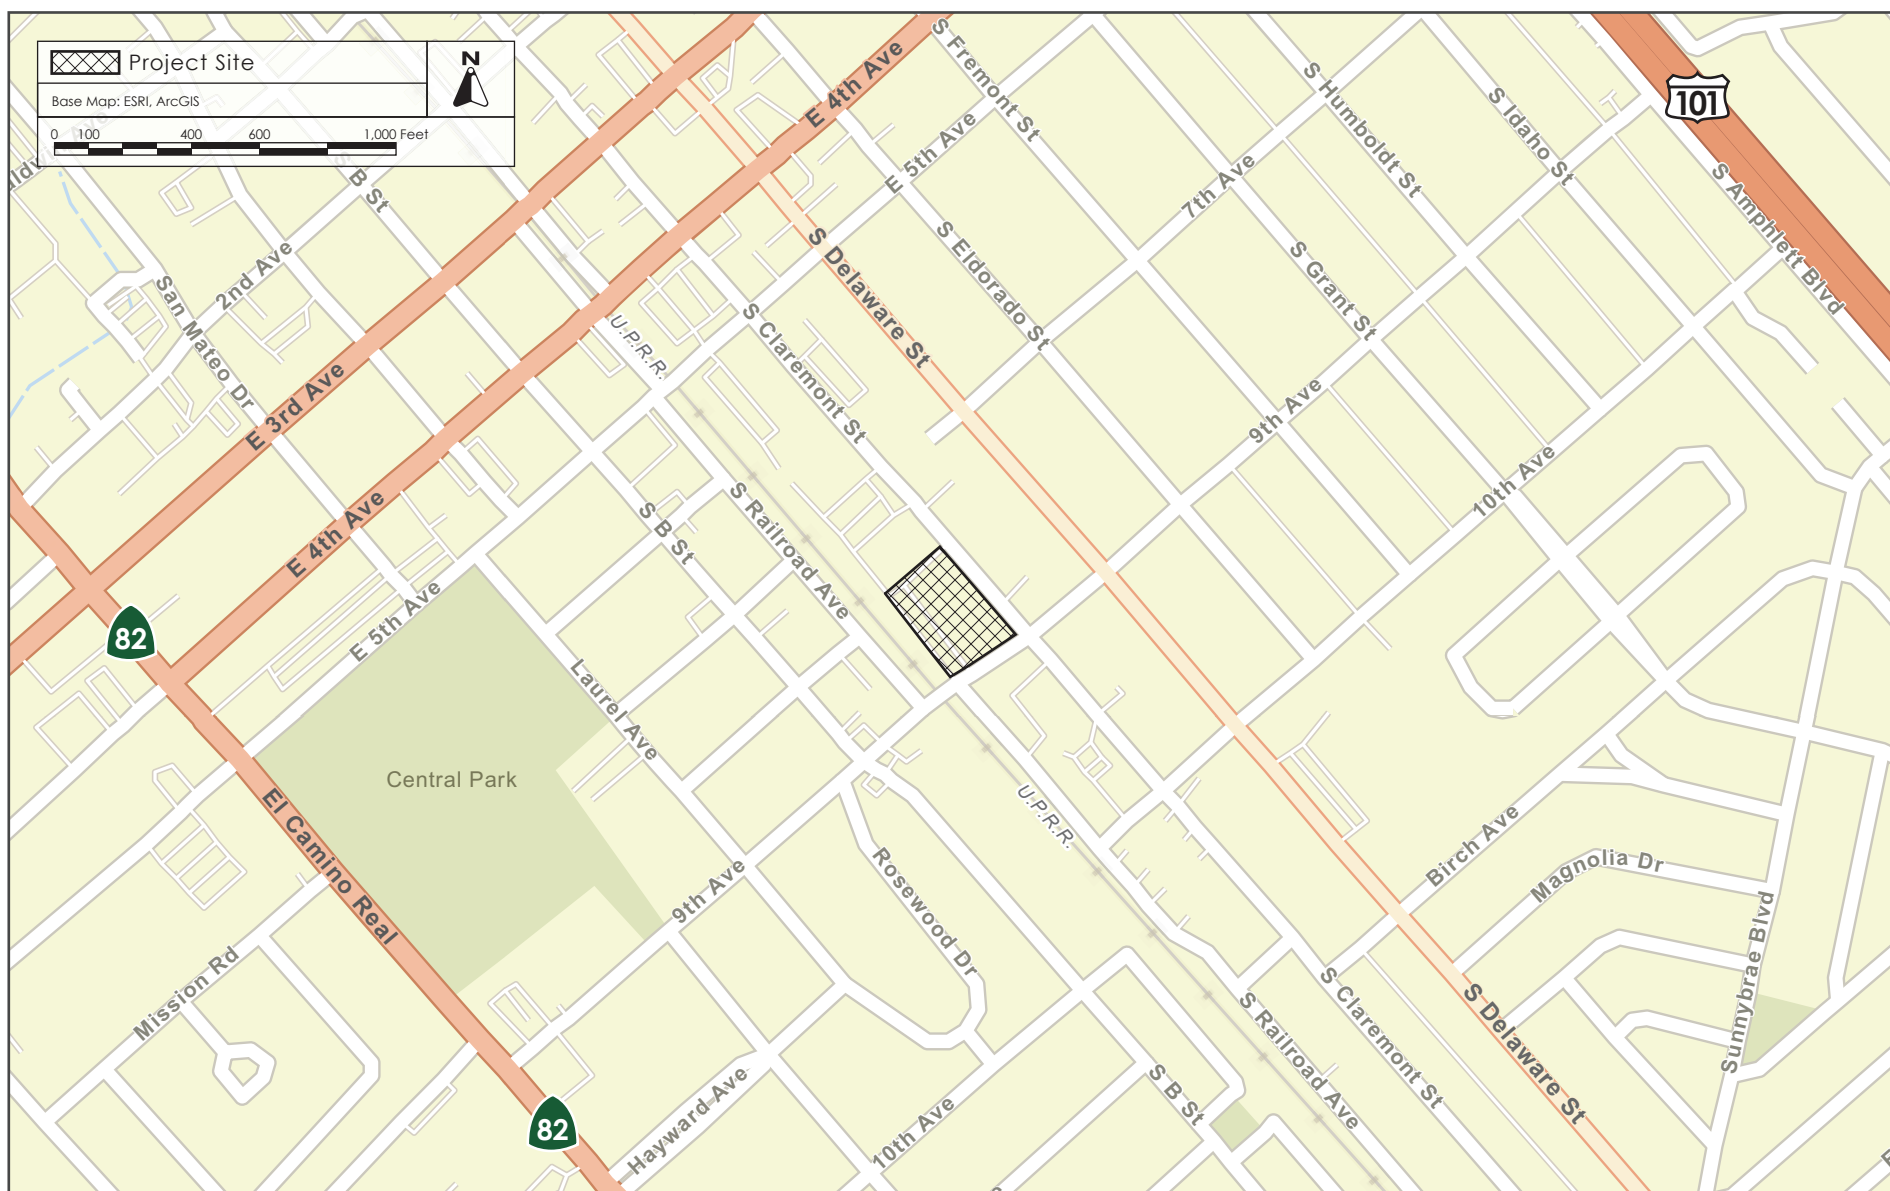 Project Site
N
Base Map: ESRI, ArcGIS
0 100 400 600 1,000 Feet
S B St
2nd Ave
San Mateo Dr
E 3rd Ave
E 4th Ave
E 4th Ave
S Fremont St
E 5th Ave
S Humboldt St
S Idaho St
101
S Amphlett Blvd
7th Ave
S Delaware St
S Eldorado St
S Grant St
U.P.R.R.
S Claremont St
9th Ave
10th Ave
S B St
S Railroad Ave
82
E 5th Ave
Laurel Ave
Central Park
El Camino Real
U.P.R.R.
Birch Ave
Magnolia Dr
9th Ave
Rosewood Dr
Sunnybrae Blvd
Mission Rd
S Claremont St
S Delaware St
S Railroad Ave
82
Hayward Ave
10th Ave
S B St